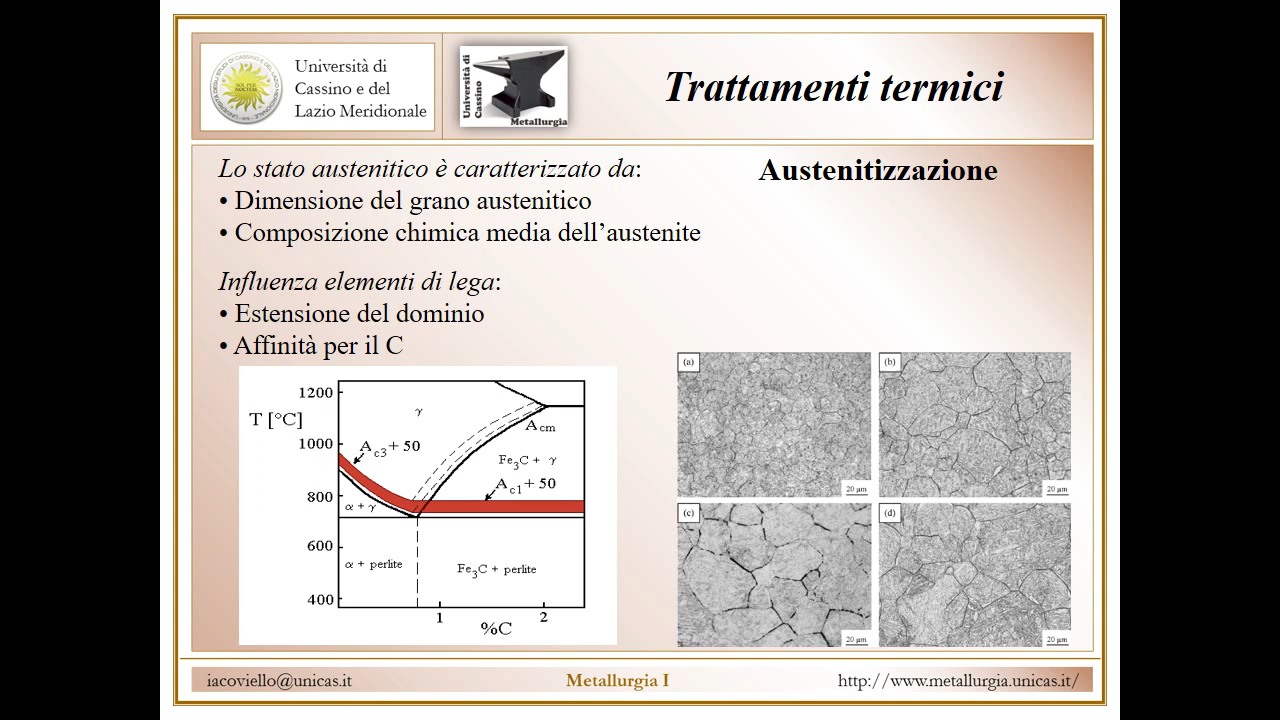 Università di
Cassino e del
Lazio Meridionale
Università di
Cassino
Metallurgia
Trattamenti termici
Austenitizzazione
Lo stato austenitico è caratterizzato da:
• Dimensione del grano austenitico
• Composizione chimica media dell’austenite
Influenza elementi di lega:
• Estensione del dominio
• Affinità per il C
1200
T [°C]
1000
800
600
400
γ
Ac3 + 50
Acm
Fe3C + γ
Ac1 + 50
α + γ
α + perlite
Fe3C + perlite
1
2
%C
(a)
20 µm
(b)
20 µm
(c)
20 µm
(d)
20 µm
iacoviello@unicas.it
Metallurgia I
http://www.metallurgia.unicas.it/